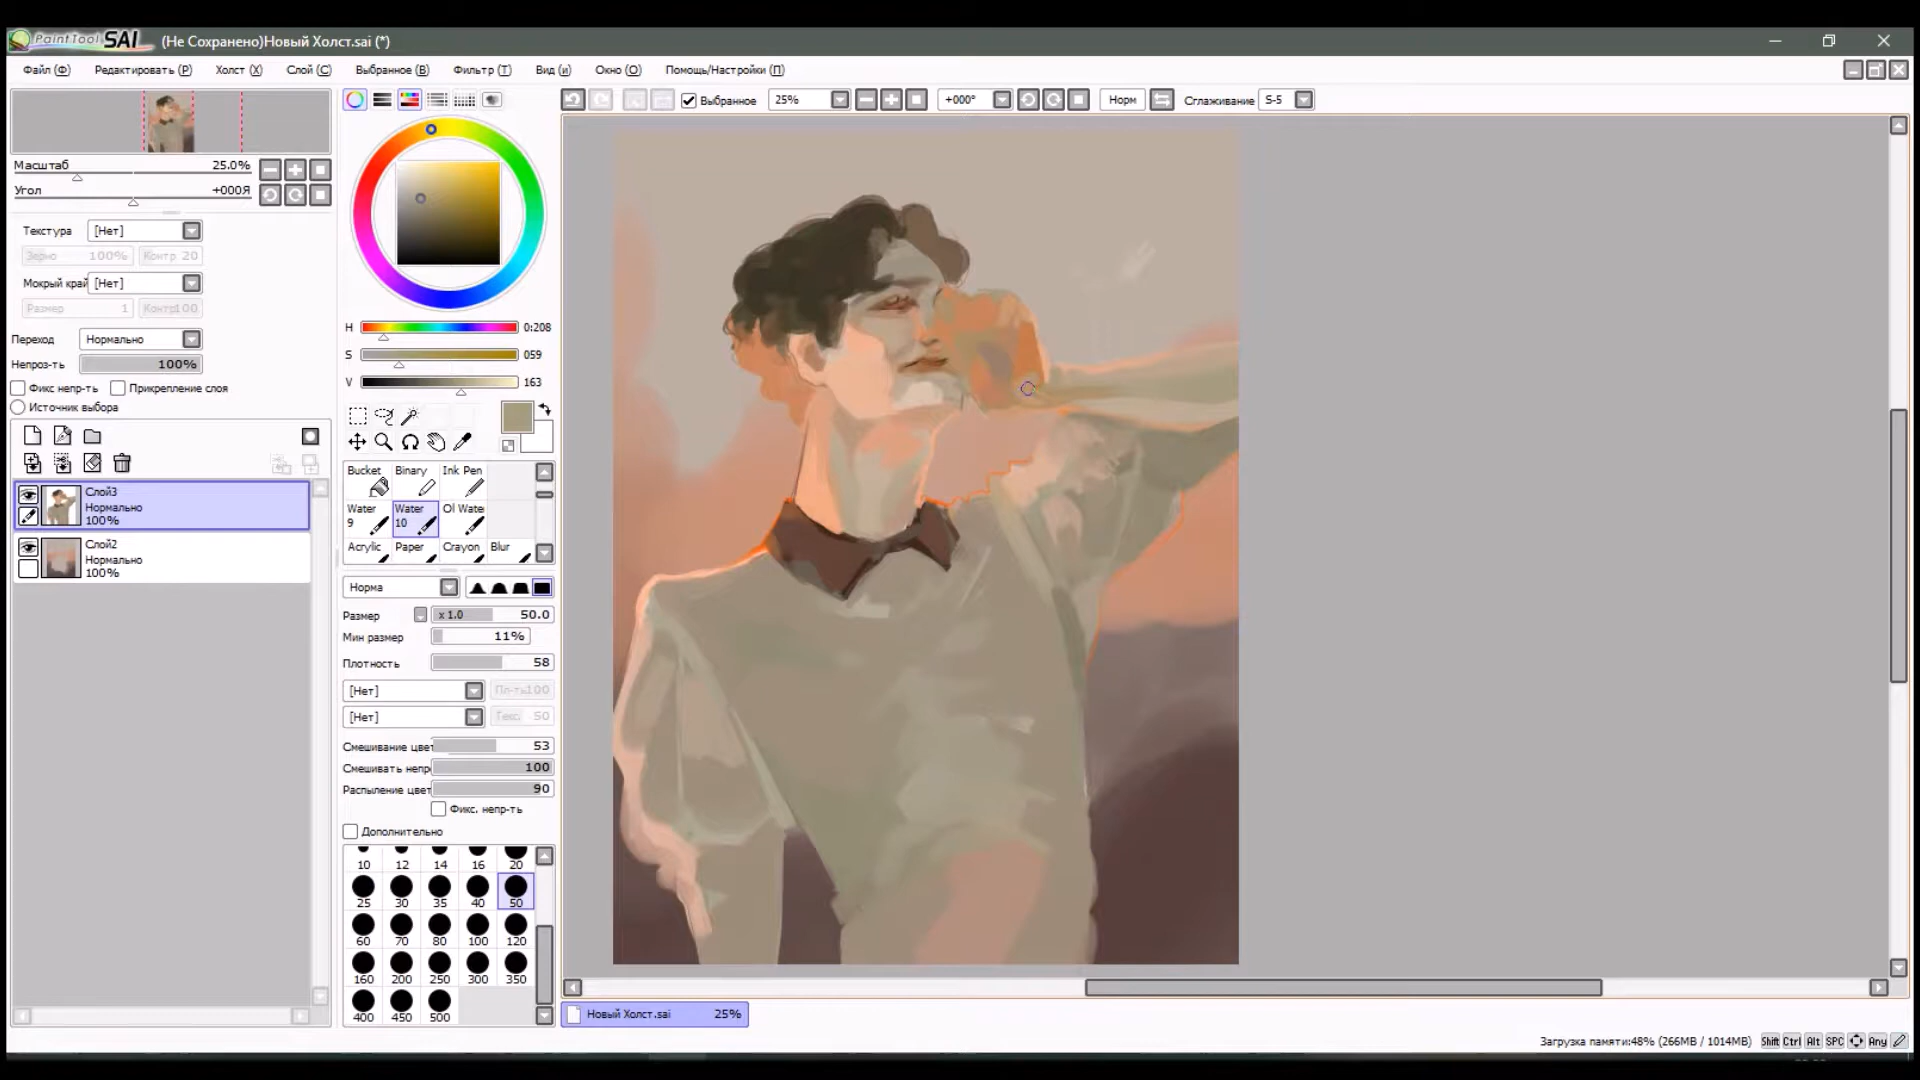 PaintTool SAI (Не Сохранено)Новый Холст.sai (*)
Файл (Ф) Редактировать (Р) Холст (Х) Слой (С) Выбранное (В) Фильтр (Т) Вид (и) Окно (О) Помощь/Настройки (П)
Выбранное 25% +000° Норм Сглаживание S-5
Масштаб 25.0%
Угол +000Я
Текстура [Нет]
Зерно 100% Контр 20
Мокрый край [Нет]
Размер 1 Контр100
Переход Нормально
Непроз-ть 100%
Фикс непр-ть Прикрепление слоя
Источник выбора
Слой3
Нормально
100%
Слой2
Нормально
100%
H 0:208
S 059
V 163
Bucket Binary Ink Pen
Water 9 Water 10 Ol Wate
Acrylic Paper Crayon Blur
Норма
Размер x 1.0 50.0
Мин размер 11%
Плотность 58
[Нет] Пл-ть100
[Нет] Текс 50
Смешивание цвет 53
Смешивать непр 100
Распыление цвет 90
Фикс. непр-ть
Дополнительно
10 12 14 16 20
25 30 35 40 50
60 70 80 100 120
160 200 250 300 350
400 450 500
Новый Холст.sai 25%
Загрузка памяти:48% (266MB / 1014MB) Shift Ctrl Alt SPC Any